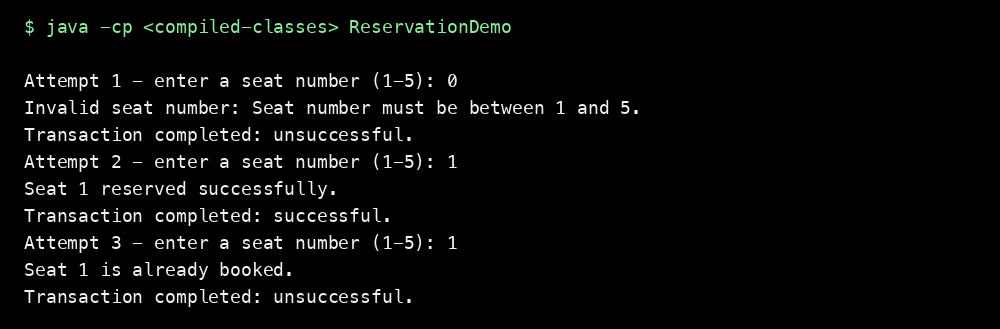 $ java -cp <compiled-classes> ReservationDemo
Attempt 1 – enter a seat number (1–5): 0
Invalid seat number: Seat number must be between 1 and 5.
Transaction completed: unsuccessful.
Attempt 2 – enter a seat number (1–5): 1
Seat 1 reserved successfully.
Transaction completed: successful.
Attempt 3 – enter a seat number (1–5): 1
Seat 1 is already booked.
Transaction completed: unsuccessful.